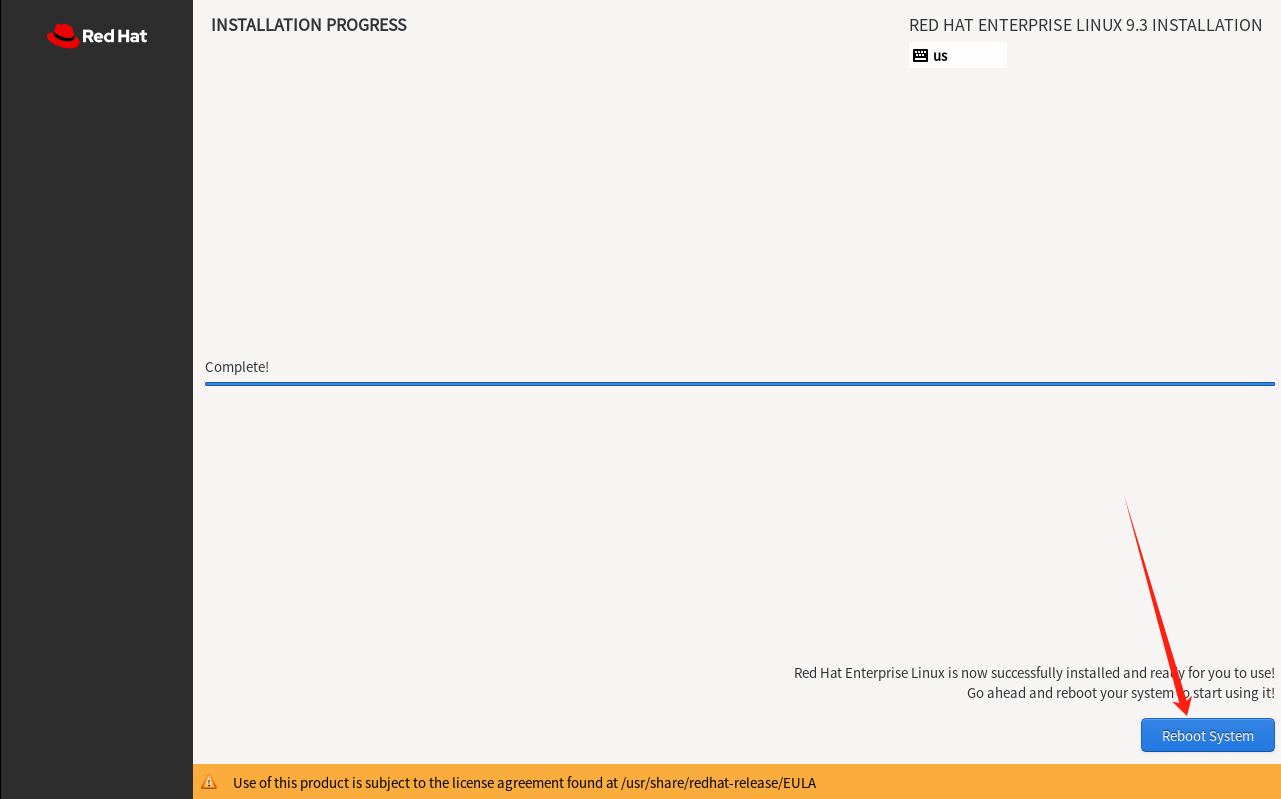 Red Hat
INSTALLATION PROGRESS
RED HAT ENTERPRISE LINUX 9.3 INSTALLATION
us
Complete!
Red Hat Enterprise Linux is now successfully installed and ready for you to use!
Go ahead and reboot your system to start using it!
Reboot System
Use of this product is subject to the license agreement found at /usr/share/redhat-release/EULA